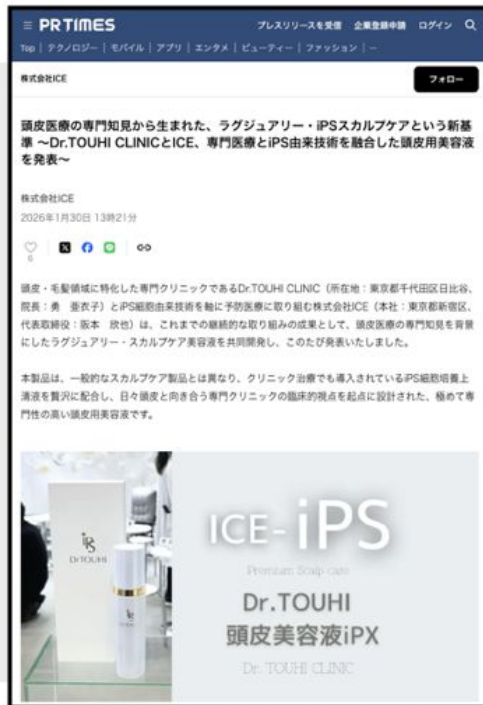 PR TIMES
プレスリリースを受信 企業登録申請 ログイン
Top | テクノロジー | モバイル | アプリ | エンタメ | ビューティー | ファッション |
株式会社ICE
フォロー
頭皮医療の専門知見から生まれた、ラグジュアリー・iPSスカルプケアという新基
準 〜Dr.TOUHI CLINICとICE、専門医療とiPS由来技術を融合した頭皮用美容液
を発表〜
株式会社ICE
2026年1月30日 13時21分
6
頭皮・毛髪領域に特化した専門クリニックであるDr.TOUHI CLINIC（所在地：東京都千代田区日比谷、
院長：勇 亜衣子）とiPS細胞由来技術を軸に予防医療に取り組む株式会社ICE（本社：東京都新宿区、
代表取締役：阪本 欣也）は、これまでの継続的な取り組みの成果として、頭皮医療の専門知見を背景
にしたラグジュアリー・スカルプケア美容液を共同開発し、このたび発表いたしました。
本製品は、一般的なスカルプケア製品とは異なり、クリニック治療でも導入されているiPS細胞培養上
清液を贅沢に配合し、日々頭皮と向き合う専門クリニックの臨床的視点を起点に設計された、極めて専
門性の高い頭皮用美容液です。
iPS
Dr.TOUHI
ICE-iPS
Premium Scalp care
Dr.TOUHI
頭皮美容液iPX
Dr. TOUHI CLINIC